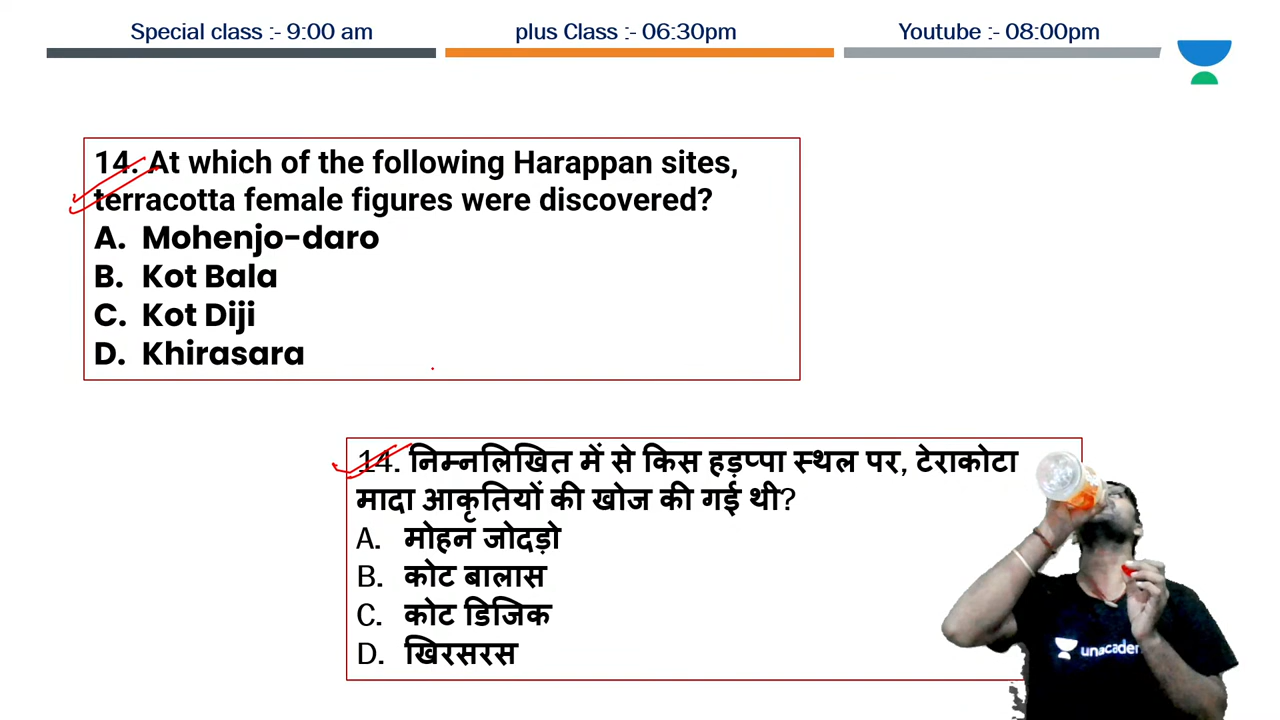 Special class :- 9:00 am
plus Class :- 06:30pm
Youtube :- 08:00pm
14. At which of the following Harappan sites,
terracotta female figures were discovered?
A. Mohenjo-daro
B. Kot Bala
C. Kot Diji
D. Khirasara
14. निम्नलिखित में से किस हड़प्पा स्थल पर, टेराकोटा
मादा आकृतियों की खोज की गई थी?
A. मोहन जोदड़ो
B. कोट बालास
C. कोट डिजिक
D. खिरसरस